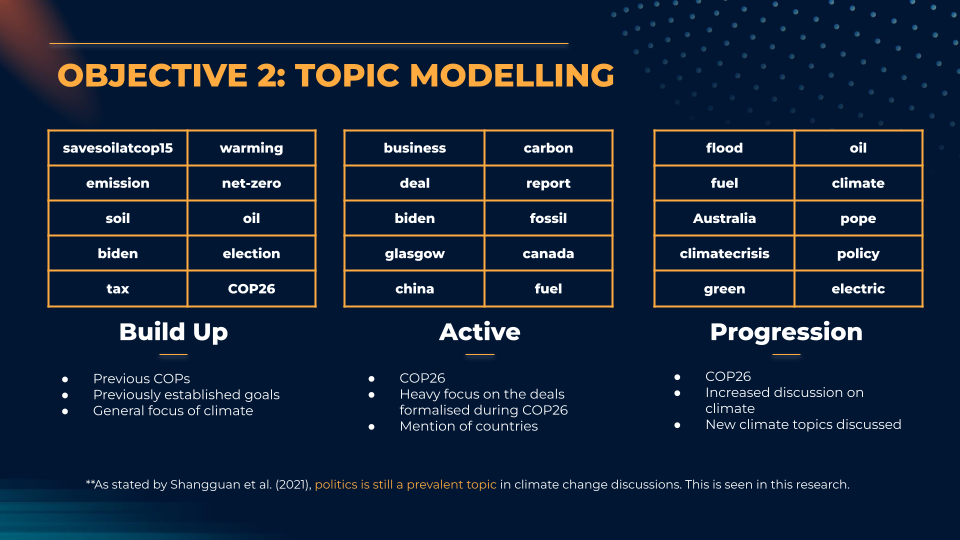 OBJECTIVE 2: TOPIC MODELLING
savesoilatcop15 warming
emission net-zero
soil oil
biden election
tax COP26
Build Up
● Previous COPs
● Previously established goals
● General focus of climate
business carbon
deal report
biden fossil
glasgow canada
china fuel
Active
● COP26
● Heavy focus on the deals
formalised during COP26
● Mention of countries
flood oil
fuel climate
Australia pope
climatecrisis policy
green electric
Progression
● COP26
● Increased discussion on
climate
● New climate topics discussed
**As stated by Shangguan et al. (2021), politics is still a prevalent topic in climate change discussions. This is seen in this research.